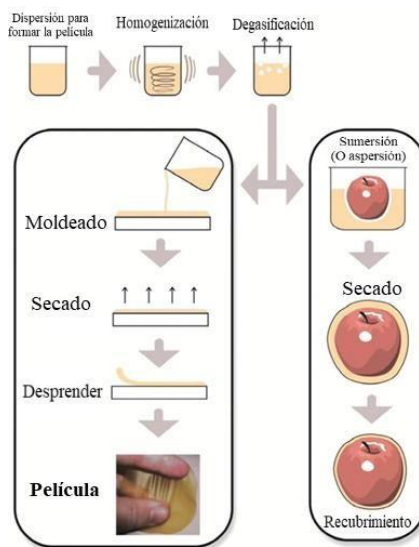 Dispersión para
formar la película
Homogenización
Degasificación
Moldeado
Secado
Desprender
Película
Sumersión
(O aspersión)
Secado
Recubrimiento